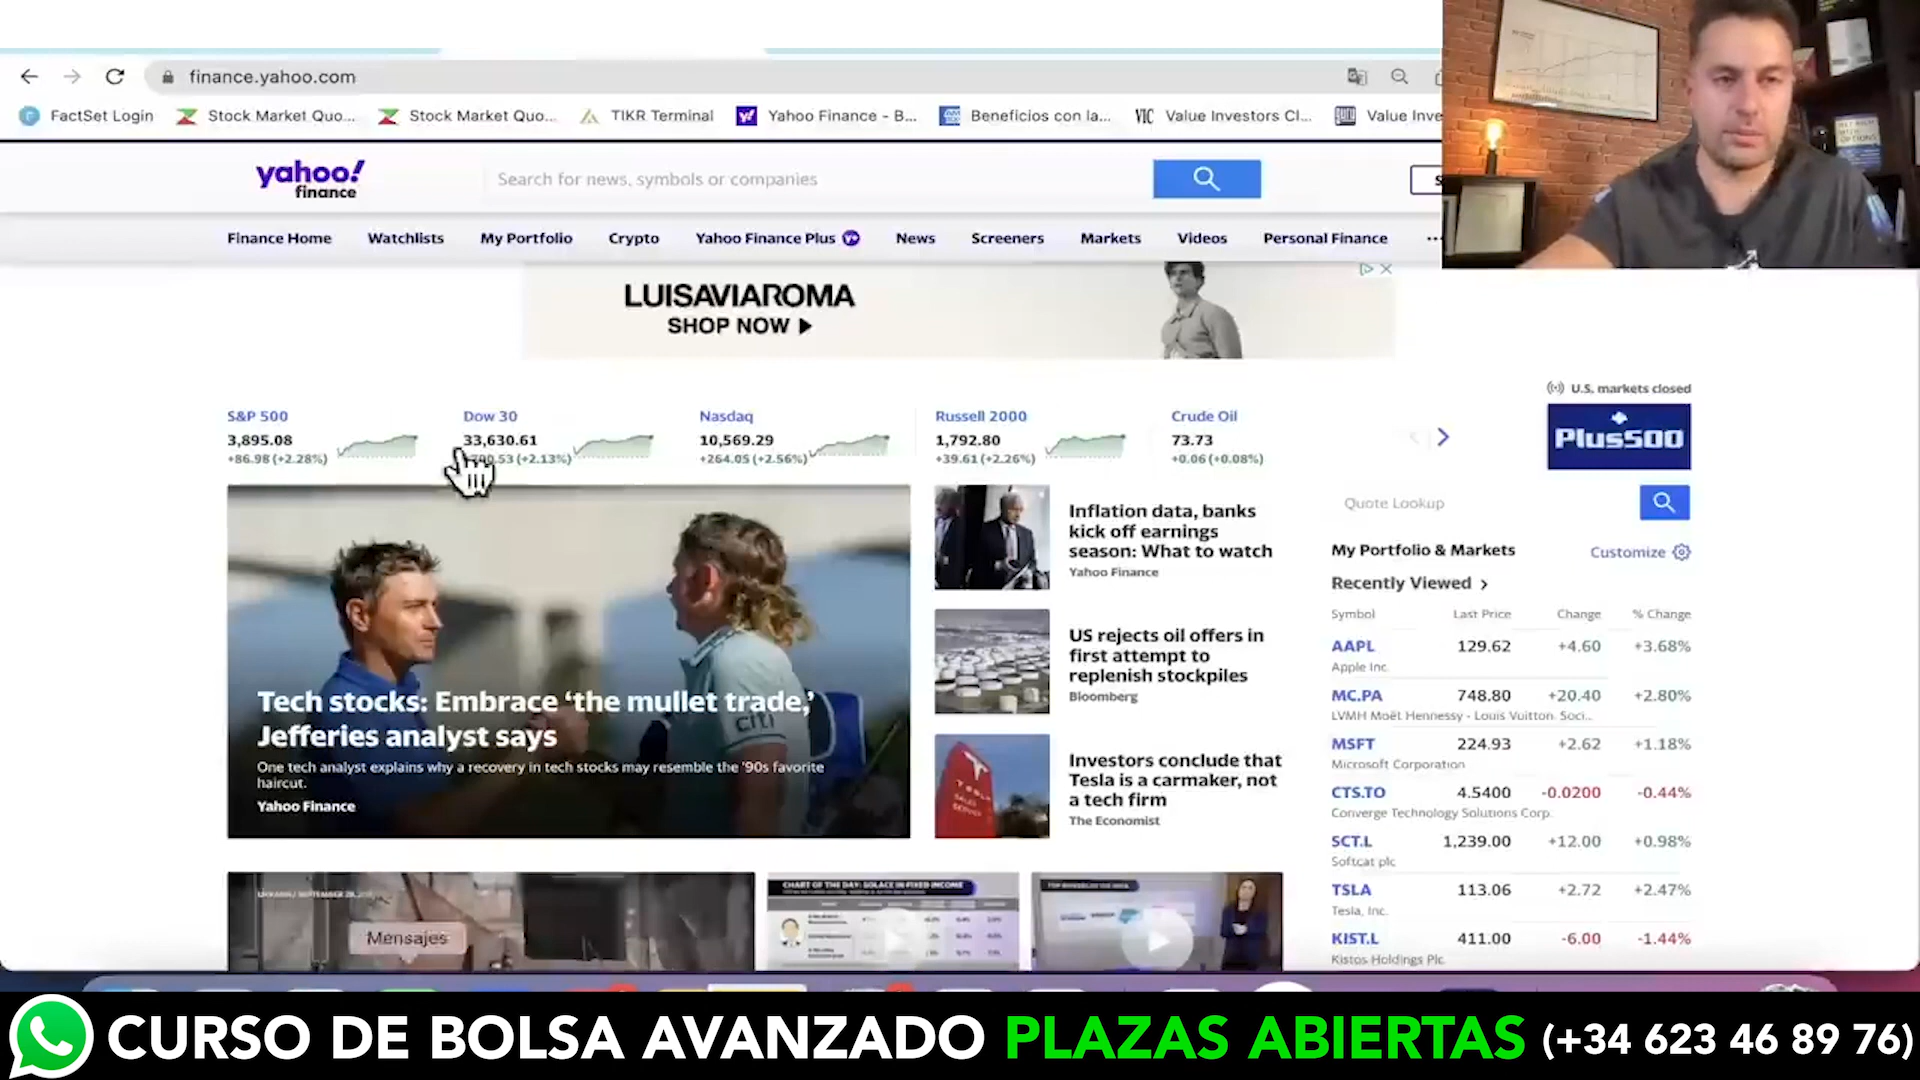 finance.yahoo.com
FactSet Login
Stock Market Quo...
Stock Market Quo...
TIKR Terminal
Yahoo Finance - B...
Beneficios con la...
VIC
Value Investors Cl...
Value Inve
yahoo!
finance
Search for news, symbols or companies
Finance Home
Watchlists
My Portfolio
Crypto
Yahoo Finance Plus
News
Screeners
Markets
Videos
Personal Finance
LUISAVIAROMA
SHOP NOW
U.S. markets closed
S&P 500
3,895.08
+86.98 (+2.28%)
Dow 30
33,630.61
(+2.13%)
Nasdaq
10,569.29
+264.05 (+2.56%)
Russell 2000
1,792.80
+39.61 (+2.26%)
Crude Oil
73.73
+0.06 (+0.08%)
Plus500
Tech stocks: Embrace ‘the mullet trade,’
Jefferies analyst says
One tech analyst explains why a recovery in tech stocks may resemble the '90s favorite
haircut.
Yahoo Finance
citi
Inflation data, banks
kick off earnings
season: What to watch
Yahoo Finance
US rejects oil offers in
first attempt to
replenish stockpiles
Bloomberg
Investors conclude that
Tesla is a carmaker, not
a tech firm
The Economist
Quote Lookup
My Portfolio & Markets
Customize
Recently Viewed
Symbol Last Price Change % Change
AAPL 129.62 +4.60 +3.68%
Apple Inc.
MC.PA 748.80 +20.40 +2.80%
LVMH Moët Hennessy - Louis Vuitton, Soci...
MSFT 224.93 +2.62 +1.18%
Microsoft Corporation
CTS.TO 4.5400 -0.0200 -0.44%
Converge Technology Solutions Corp.
SCT.L 1,239.00 +12.00 +0.98%
Softcat plc
TSLA 113.06 +2.72 +2.47%
Tesla, Inc.
KIST.L 411.00 -6.00 -1.44%
Kistos Holdings Plc
CHART OF THE DAY: SOLACE IN FIXED INCOME
Mensajes
CURSO DE BOLSA AVANZADO PLAZAS ABIERTAS (+34 623 46 89 76)